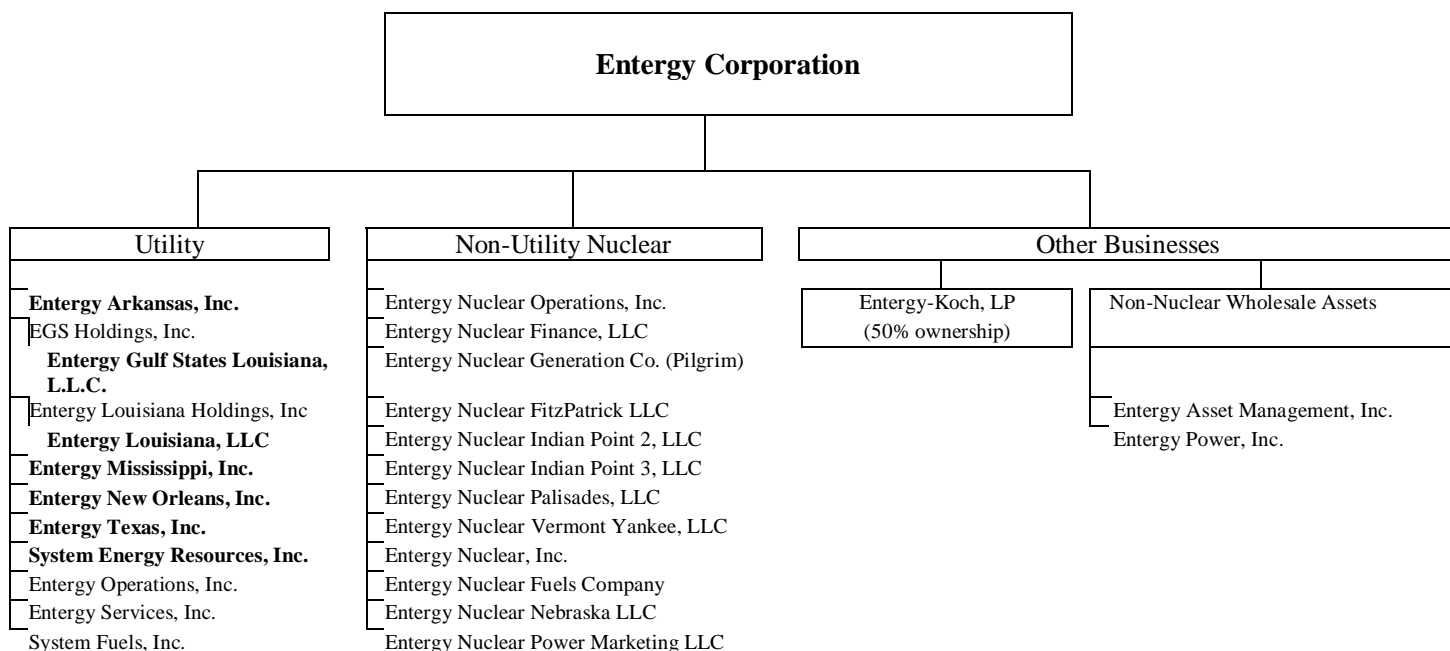 Entergy Corporation
Utility
Entergy Arkansas, Inc.
EGS Holdings, Inc.
Entergy Gulf States Louisiana,
L.L.C.
Entergy Louisiana Holdings, Inc
Entergy Louisiana, LLC
Entergy Mississippi, Inc.
Entergy New Orleans, Inc.
Entergy Texas, Inc.
System Energy Resources, Inc.
Entergy Operations, Inc.
Entergy Services, Inc.
System Fuels, Inc.
Non-Utility Nuclear
Entergy Nuclear Operations, Inc.
Entergy Nuclear Finance, LLC
Entergy Nuclear Generation Co. (Pilgrim)
Entergy Nuclear FitzPatrick LLC
Entergy Nuclear Indian Point 2, LLC
Entergy Nuclear Indian Point 3, LLC
Entergy Nuclear Palisades, LLC
Entergy Nuclear Vermont Yankee, LLC
Entergy Nuclear, Inc.
Entergy Nuclear Fuels Company
Entergy Nuclear Nebraska LLC
Entergy Nuclear Power Marketing LLC
Other Businesses
Entergy-Koch, LP
(50% ownership)
Non-Nuclear Wholesale Assets
Entergy Asset Management, Inc.
Entergy Power, Inc.